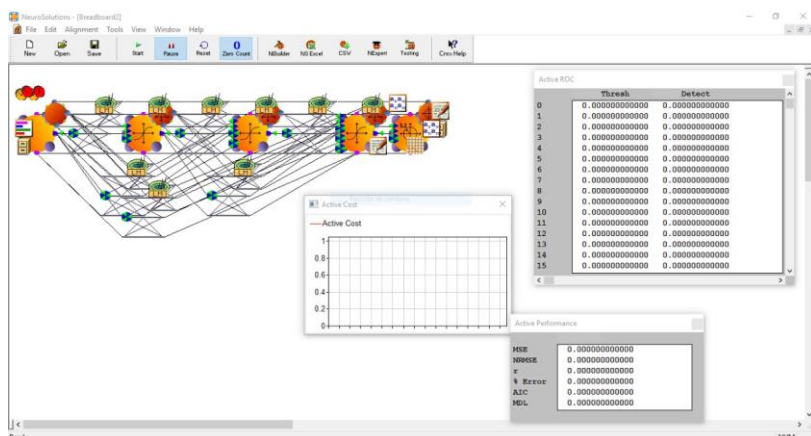 NeuroSolutions - [Breadboard2]
File Edit Alignment Tools View Window Help
New Open Save Start Pause Reset Zero Count NBuilder NS Excel CSV NExpert Testing Cntx Help
Active ROC
Thresh Detect
0 0.000000000000 0.000000000000
1 0.000000000000 0.000000000000
2 0.000000000000 0.000000000000
3 0.000000000000 0.000000000000
4 0.000000000000 0.000000000000
5 0.000000000000 0.000000000000
6 0.000000000000 0.000000000000
7 0.000000000000 0.000000000000
8 0.000000000000 0.000000000000
9 0.000000000000 0.000000000000
10 0.000000000000 0.000000000000
11 0.000000000000 0.000000000000
12 0.000000000000 0.000000000000
13 0.000000000000 0.000000000000
14 0.000000000000 0.000000000000
15 0.000000000000 0.000000000000
LM
LM
LM
Active Cost
Active Cost
1
0.8
0.6
0.4
0.2
0
Active Performance
MSE 0.000000000000
NRMSE 0.000000000000
r 0.000000000000
% Error 0.000000000000
AIC 0.000000000000
MDL 0.000000000000